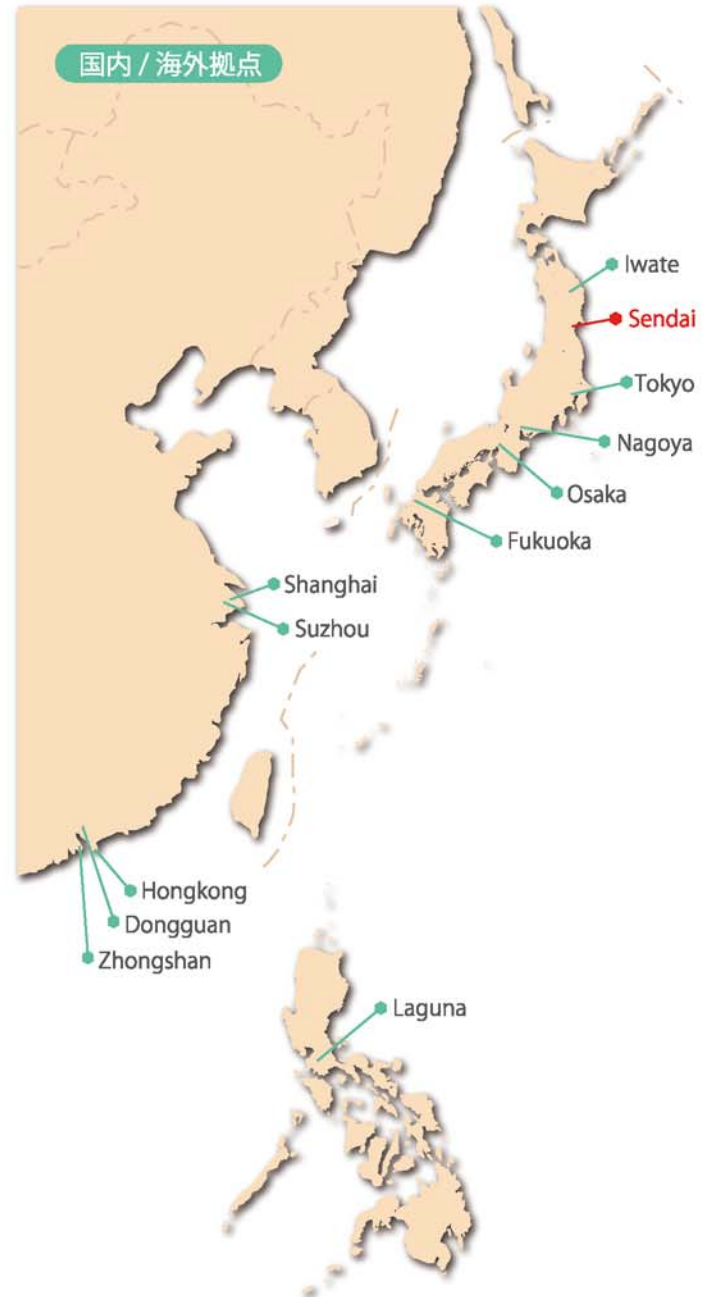 国内 / 海外拠点
Iwate
Sendai
Tokyo
Nagoya
Osaka
Fukuoka
Shanghai
Suzhou
Hongkong
Dongguan
Zhongshan
Laguna